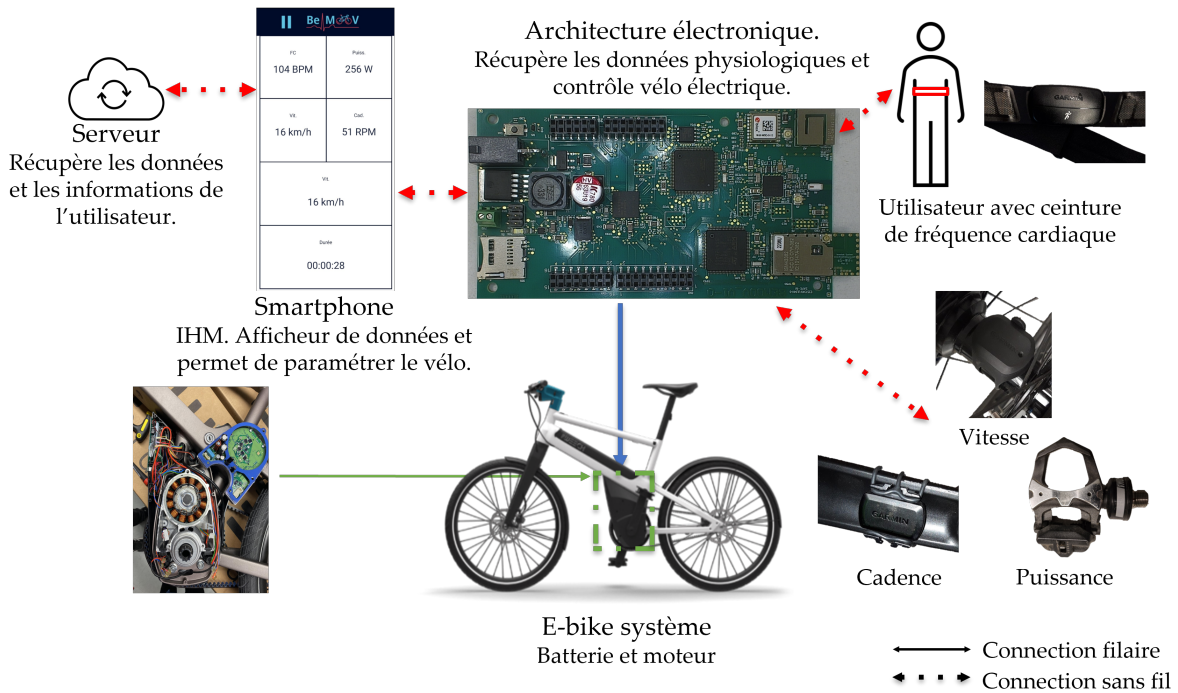 Be M V
FC
104 BPM
Puiss.
256 W
Vit.
16 km/h
Cad.
51 RPM
Vit.
16 km/h
Durée
00:00:28
Serveur
Récupère les données
et les informations de
l’utilisateur.
Smartphone
IHM. Afficheur de données et
permet de paramétrer le vélo.
Architecture électronique.
Récupère les données physiologiques et
contrôle vélo électrique.
GARMIN
Utilisateur avec ceinture
de fréquence cardiaque
Vitesse
GARMIN
Cadence
Puissance
E-bike système
Batterie et moteur
Connection filaire
Connection sans fil